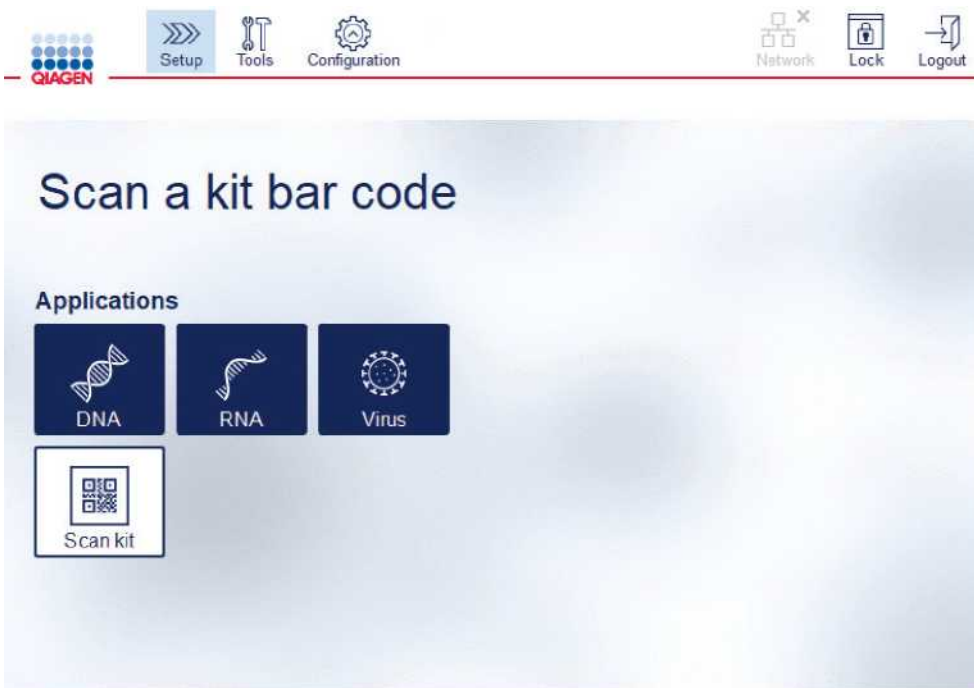 QIAGEN
Setup
Tools
Configuration
Network
Lock
Logout
Scan a kit bar code
Applications
DNA
RNA
Virus
Scan kit